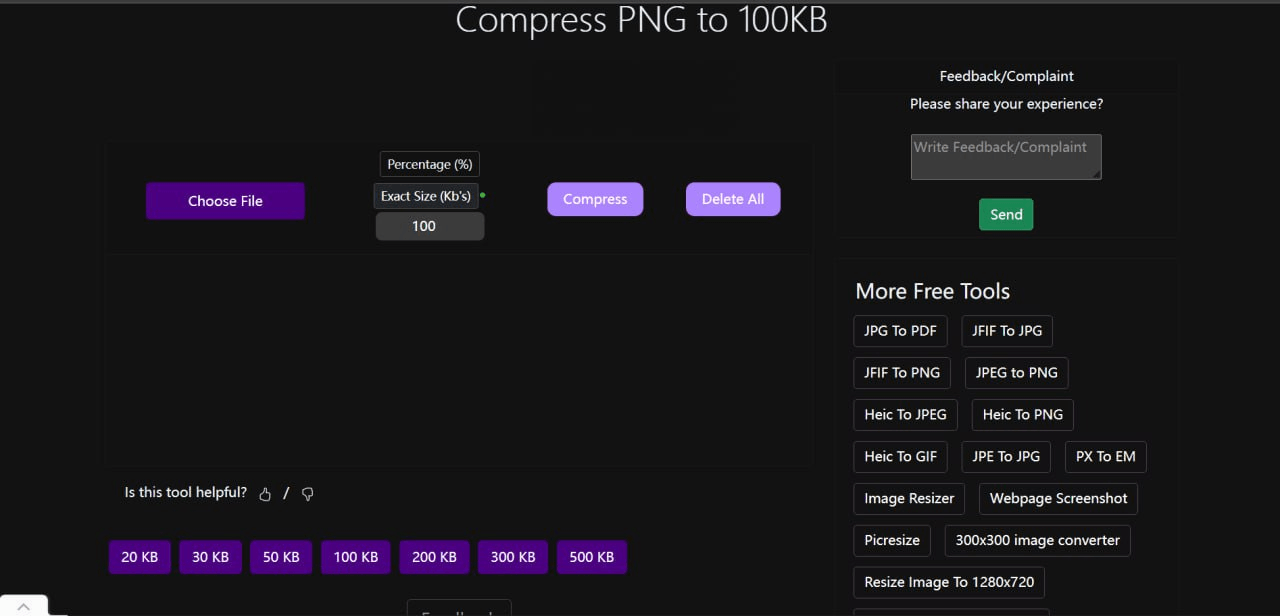 Compress PNG to 100KB
Choose File
Percentage (%)
Exact Size (Kb's)
100
Compress
Delete All
Is this tool helpful? /
20 KB 30 KB 50 KB 100 KB 200 KB 300 KB 500 KB
Feedback/Complaint
Please share your experience?
Write Feedback/Complaint
Send
More Free Tools
JPG To PDF JFIF To JPG
JFIF To PNG JPEG to PNG
Heic To JPEG Heic To PNG
Heic To GIF JPE To JPG PX To EM
Image Resizer Webpage Screenshot
Picresize 300x300 image converter
Resize Image To 1280x720